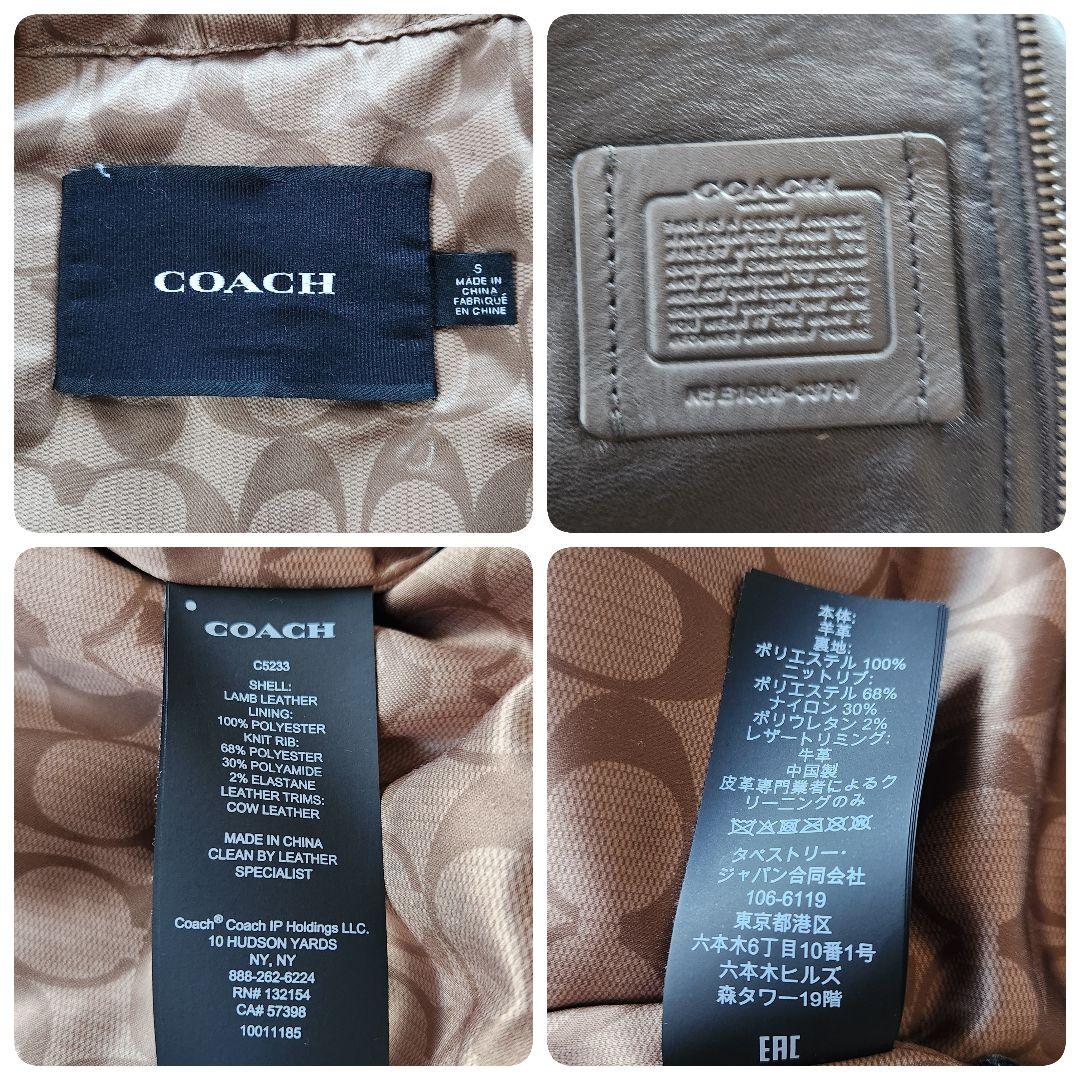 COACH
S
MADE IN
CHINA
FABRIQUÉ
EN CHINE
COACH
COACH
C5233
SHELL:
LAMB LEATHER
LINING:
100% POLYESTER
KNIT RIB:
68% POLYESTER
30% POLYAMIDE
2% ELASTANE
LEATHER TRIMS:
COW LEATHER
MADE IN CHINA
CLEAN BY LEATHER
SPECIALIST
Coach® Coach IP Holdings LLC.
10 HUDSON YARDS
NY, NY
888-262-6224
RN# 132154
CA# 57398
10011185
本体:
羊革
裏地:
ポリエステル 100%
ニットリブ:
ポリエステル 68%
ナイロン 30%
ポリウレタン 2%
レザートリミング:
牛革
中国製
皮革専門業者によるク
リーニングのみ
タペストリー・
ジャパン合同会社
106-6119
東京都港区
六本木6丁目10番1号
六本木ヒルズ
森タワー19階
EAC